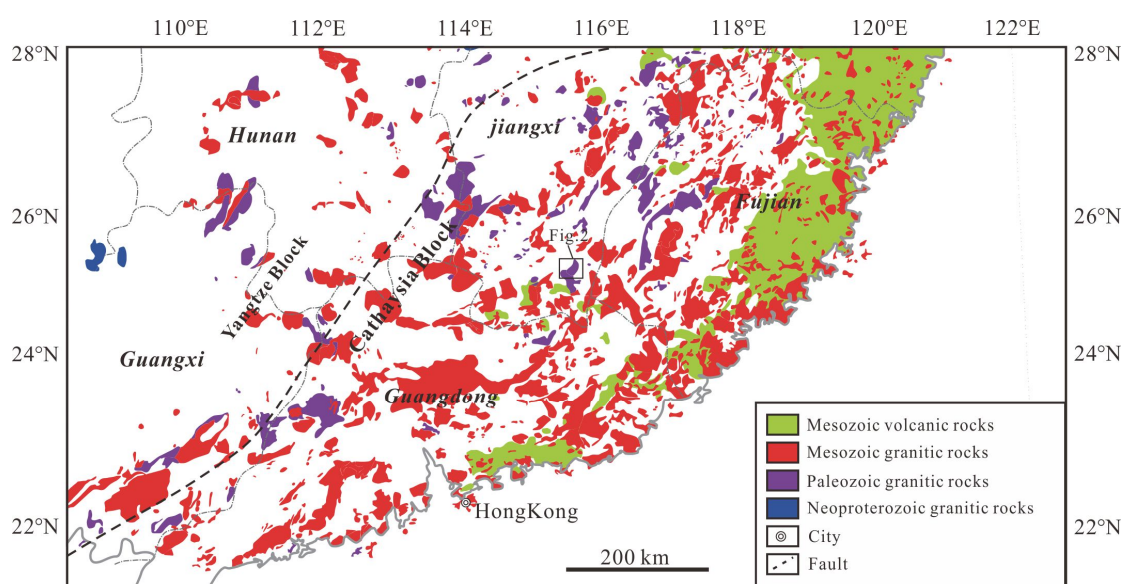 110°E 112°E 114°E 116°E 118°E 120°E 122°E
28°N 28°N
Hunan jiangxi
26°N Fujian 26°N
Fig.2
Yangtze Block Cathaysia Block
Guangxi 24°N 24°N
Guangdong
Mesozoic volcanic rocks
Mesozoic granitic rocks
Paleozoic granitic rocks
Neoproterozoic granitic rocks
22°N HongKong City 22°N
200 km Fault